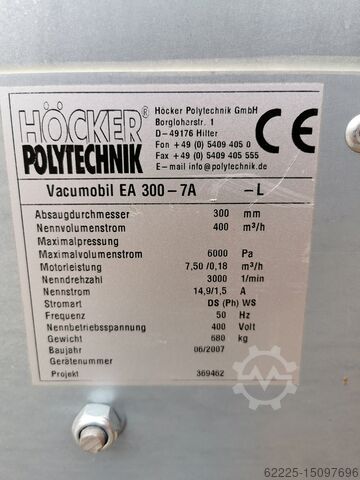 HÖCKER®
POLYTECHNIK
Höcker Polytechnik GmbH
Borgloherstr. 1
D-49176 Hilter
Fon +49 (0) 5409 405 0
Fax +49 (0) 5409 405 555
E-mail info@polytechnik.de
CE
Vacumobil EA 300-7A -L
Absaugdurchmesser 300 mm
Nennvolumenstrom 400 m³/h
Maximalpressung
Maximalvolumenstrom 6000 Pa
Motorleistung 7,50 /0,18 m³/h
Nenndrehzahl 3000 1/min
Nennstrom 14,9/1,5 A
Stromart DS (Ph) WS
Frequenz 50 Hz
Nennbetriebsspannung 400 Volt
Gewicht 680 kg
Baujahr 06/2007
Gerätenummer
Projekt 369462
62225-15097696